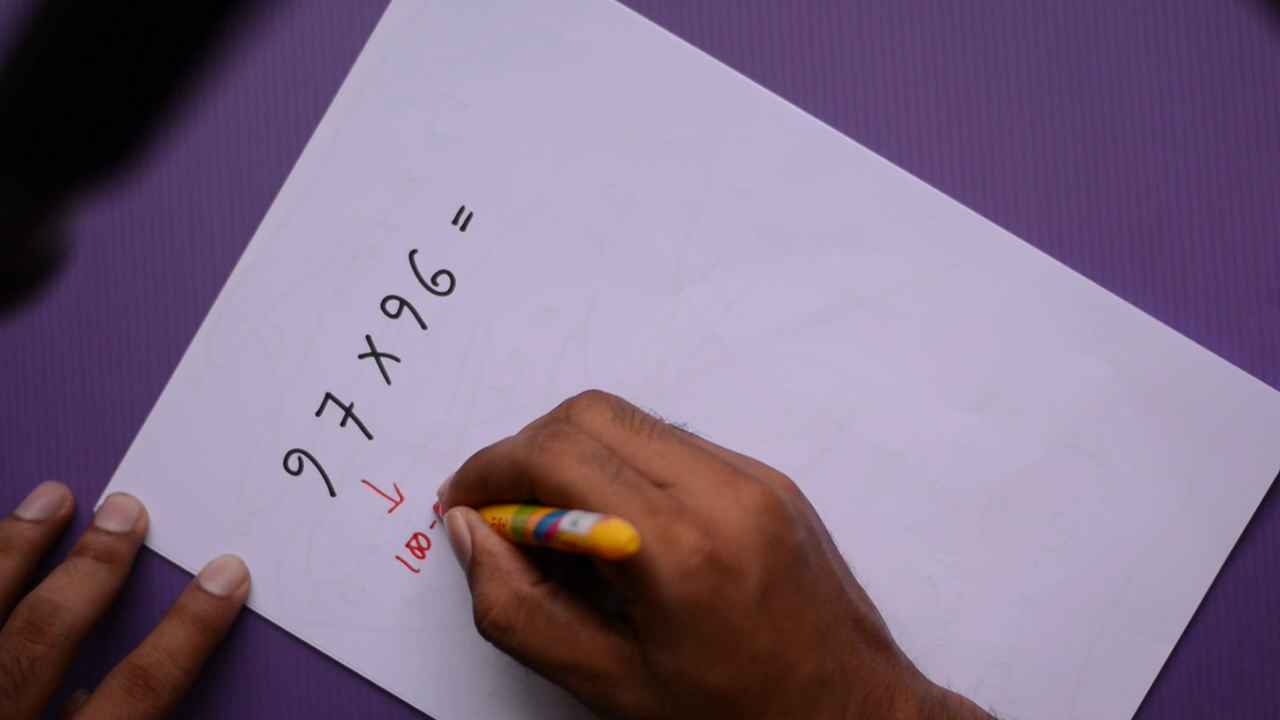 97 × 96 =
↓
100-